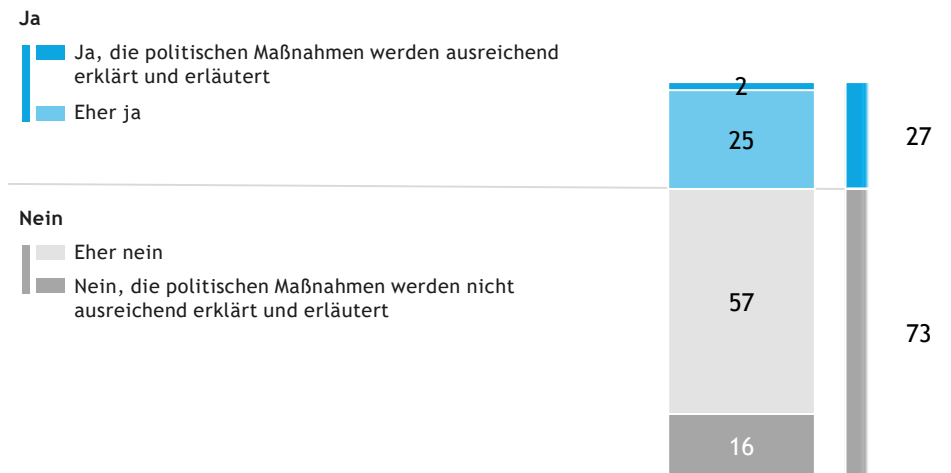 Ja
Ja, die politischen Maßnahmen werden ausreichend
erklärt und erläutert
Eher ja
2
25
27
Nein
Eher nein
Nein, die politischen Maßnahmen werden nicht
ausreichend erklärt und erläutert
57
73
16